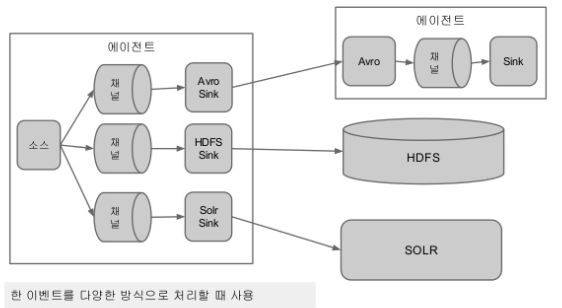 에이전트
소스
채
널
Avro
Sink
채
널
HDFS
Sink
채
널
Solr
Sink
에이전트
Avro
채
널
Sink
HDFS
SOLR
한 이벤트를 다양한 방식으로 처리할 때 사용